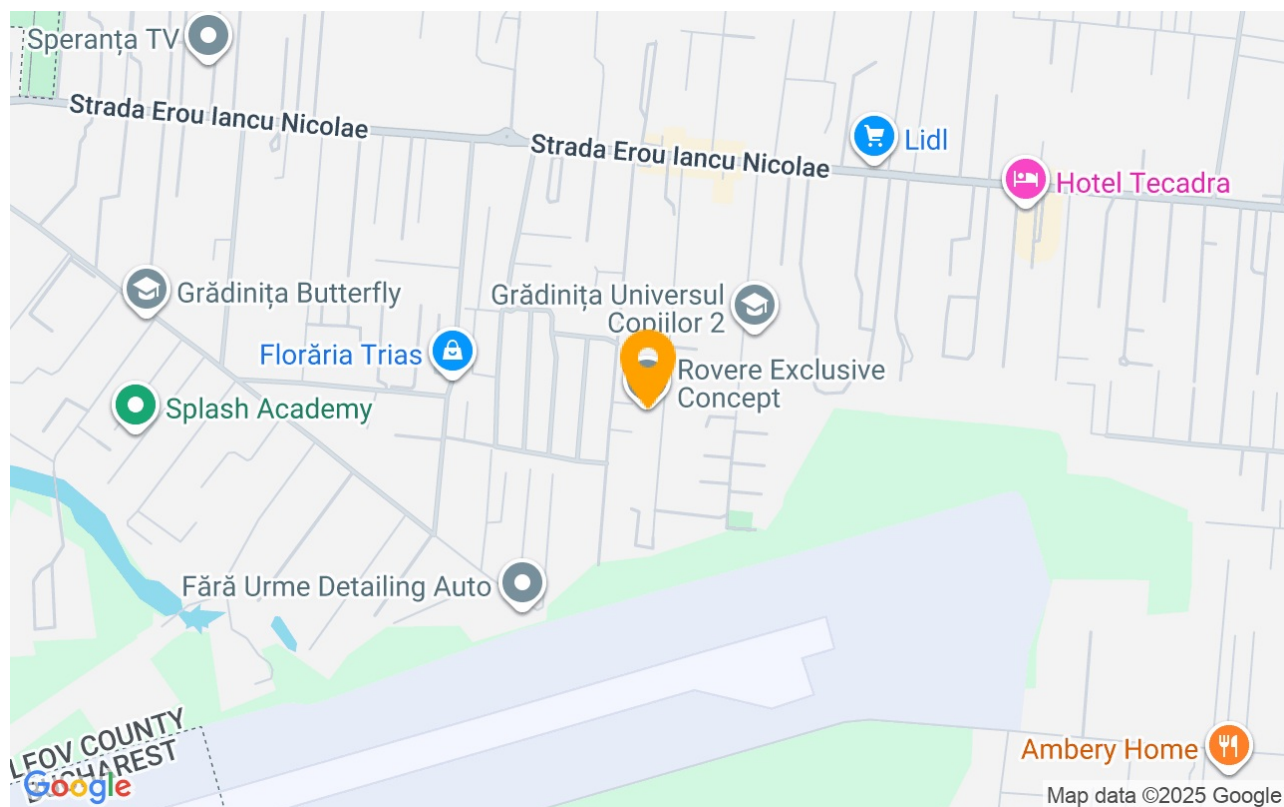 Speranța TV
Strada Erou Iancu Nicolae
Strada Erou Iancu Nicolae
Lidl
Hotel Tecadra
Grădinița Butterfly
Grădinița Universul
Copiilor 2
Florăria Trias
Rovere Exclusive
Concept
Splash Academy
Fără Urme Detailing Auto
LFOV COUNTY
BUCHAREST
Ambery Home
Google
Map data ©2025 Google